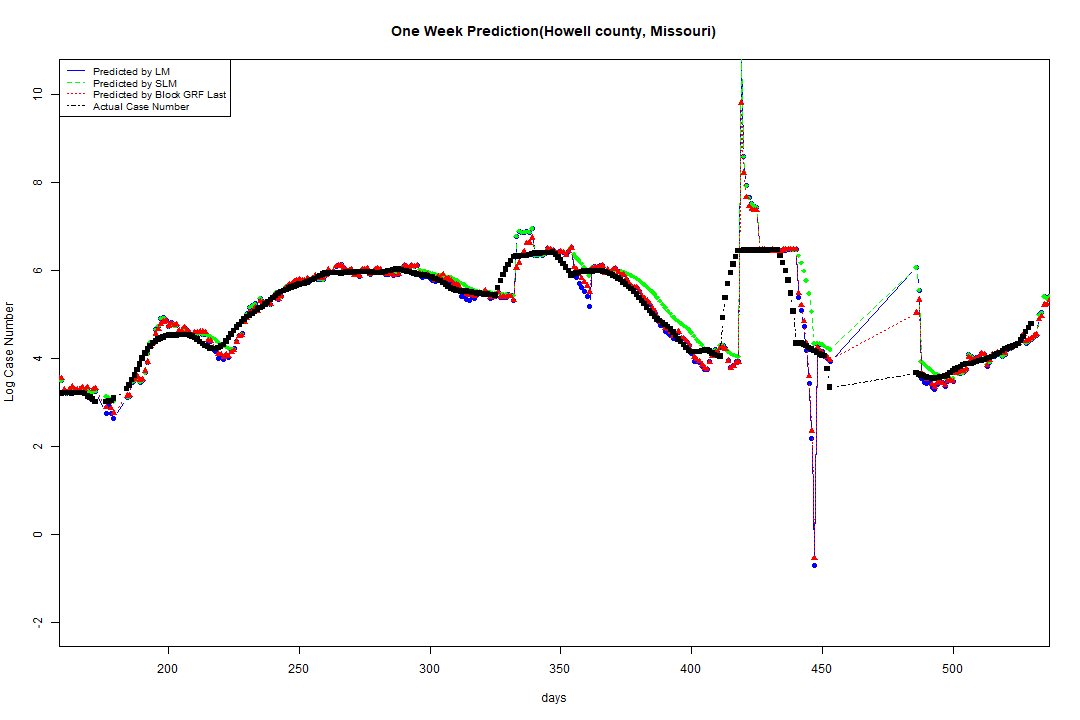 One Week Prediction(Howell county, Missouri)
Predicted by LM
Predicted by SLM
Predicted by Block GRF Last
Actual Case Number
10
8
6
4
2
0
-2
Log Case Number
200 250 300 350 400 450 500
days